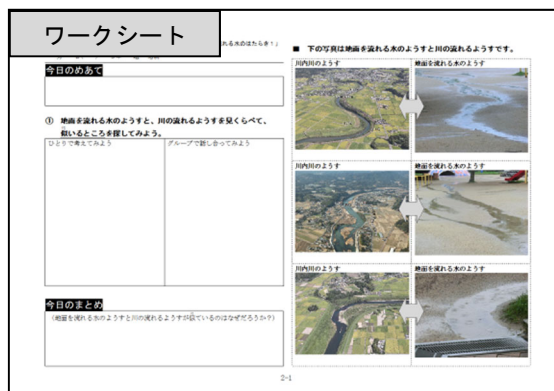 ワークシート
れる水のはたらき！」
今日のめあて
① 地面を流れる水のようすと、川の流れるようすを見くらべて、
似いるところを探してみよう。
ひとりで考えてみよう
グループで話し合ってみよう
今日のまとめ
（地面を流れる水のようすと川の流れるようすが似ているのはなぜだろうか？）
■ 下の写真は地面を流れる水のようすと川の流れるようすです。
川内川のようす
地面を流れる水のようす
川内川のようす
地面を流れる水のようす
川内川のようす
地面を流れる水のようす
2-1